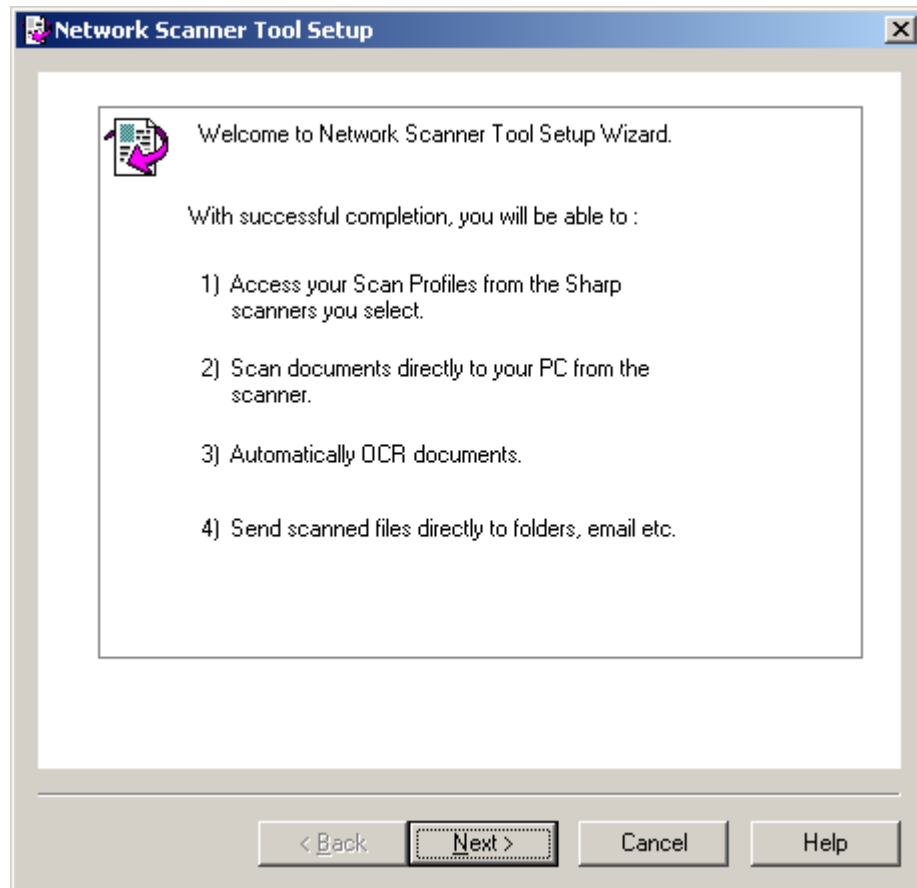 Network Scanner Tool Setup
Welcome to Network Scanner Tool Setup Wizard.
With successful completion, you will be able to :
1) Access your Scan Profiles from the Sharp
scanners you select.
2) Scan documents directly to your PC from the
scanner.
3) Automatically OCR documents.
4) Send scanned files directly to folders, email etc.
< Back Next > Cancel Help